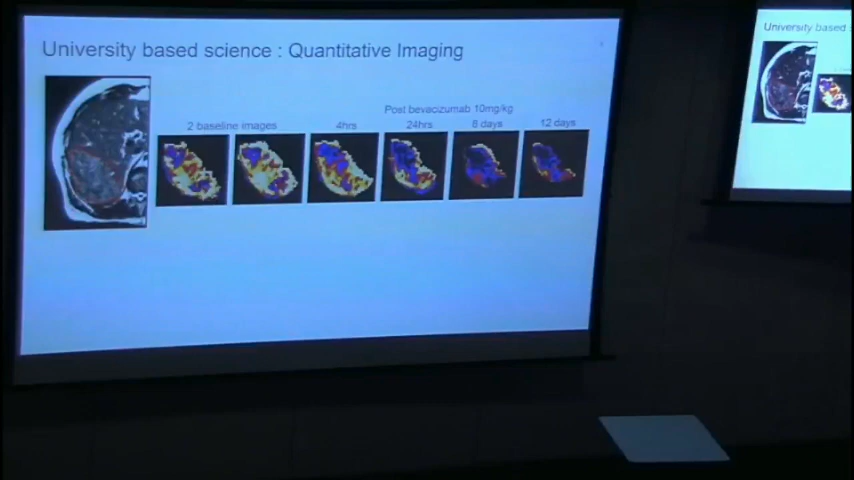 University based science : Quantitative Imaging
Post bevacizumab 10mg/kg
2 baseline images
4hrs
24hrs
8 days
12 days
University based